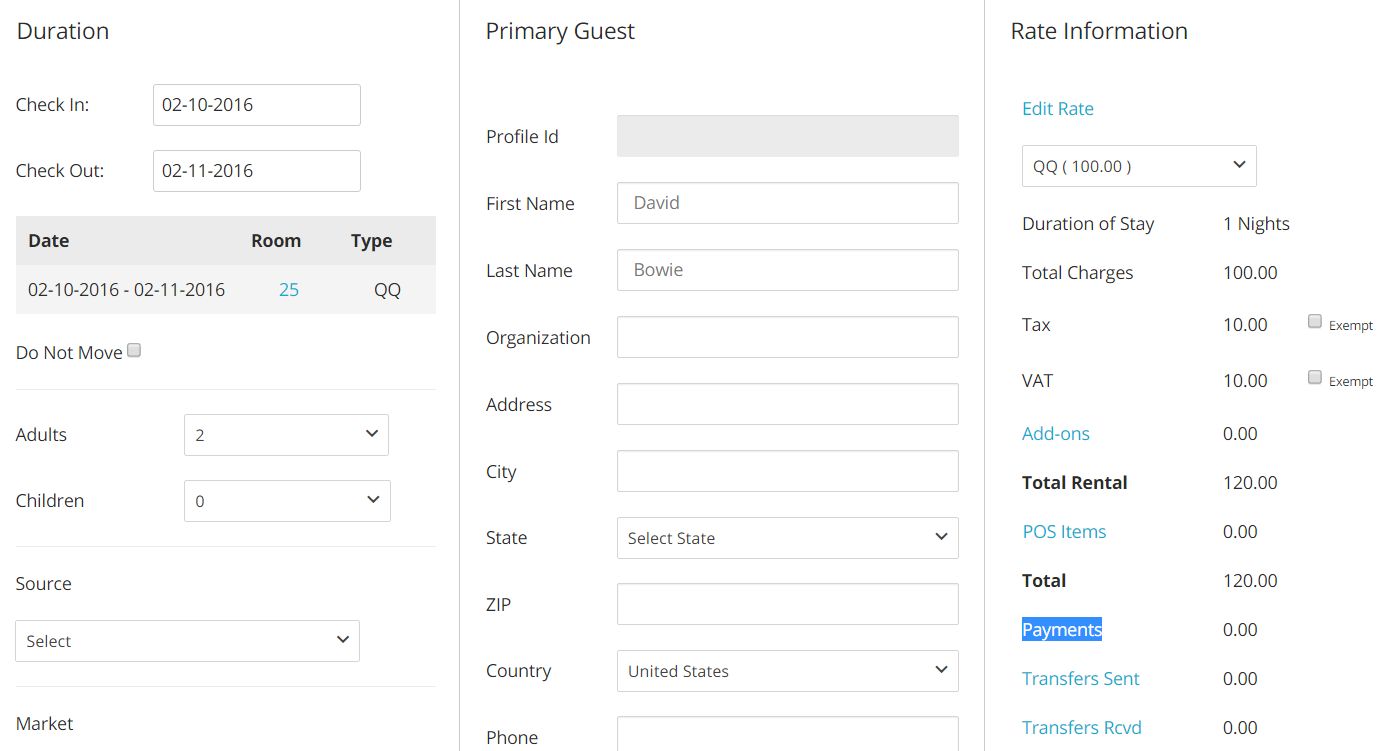 Duration
Check In: 02-10-2016
Check Out: 02-11-2016
Date Room Type
02-10-2016 - 02-11-2016 25 QQ
Do Not Move
Adults 2
Children 0
Source
Select
Market
Primary Guest
Profile Id
First Name David
Last Name Bowie
Organization
Address
City
State Select State
ZIP
Country United States
Phone
Rate Information
Edit Rate
QQ ( 100.00 )
Duration of Stay 1 Nights
Total Charges 100.00
Tax 10.00 Exempt
VAT 10.00 Exempt
Add-ons 0.00
Total Rental 120.00
POS Items 0.00
Total 120.00
Payments 0.00
Transfers Sent 0.00
Transfers Rcvd 0.00